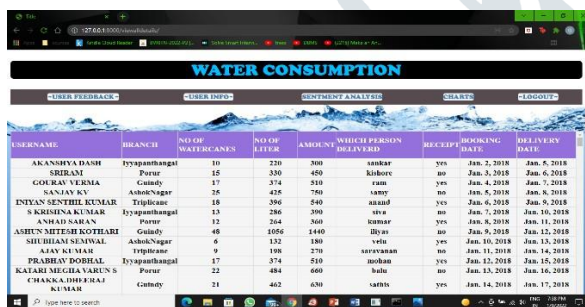 Title
127.0.0.1:8000/viewalldetails/
Kindle Cloud Reader
WATER CONSUMPTION
~USER FEEDBACK~ ~USER INFO~ SENTMENT ANALYSIS CHARTS ~LOGOUT~
USERNAME BRANCH NO OF WATERCANES NO OF LITER AMOUNT WHICH PERSON DELIVERD RECEIPT BOOKING DATE DELIVERY DATE
AKANSHYA DASH Iyyapanthangal 10 220 300 sankar yes Jan. 2, 2018 Jan. 5, 2018
SRIRAM Porur 15 330 450 kishore no Jan. 3, 2018 Jan. 6, 2018
GOURAV VERMA Guindy 17 374 510 ram yes Jan. 4, 2018 Jan. 7, 2018
SANJAY KV AshokNagar 25 425 750 samy no Jan. 5, 2018 Jan. 8, 2018
INIYAN SENTHIL KUMAR Triplicane 18 396 540 anand yes Jan. 6, 2018 Jan. 9, 2018
S KRISHNA KUMAR Iyyapanthangal 13 286 390 siva no Jan. 7, 2018 Jan. 10, 2018
ANHAD SARAN Porur 12 264 360 kumar yes Jan. 8, 2018 Jan. 11, 2018
ASHUN MITESH KOTHARI Guindy 48 1056 1440 iliyas no Jan. 9, 2018 Jan. 12, 2018
SHUBHAM SEMWAL AshokNagar 6 132 180 velu yes Jan. 10, 2018 Jan. 13, 2018
AJAY KUMAR Triplicane 9 198 270 saravanan no Jan. 11, 2018 Jan. 14, 2018
PRABHAV DOBHAL Iyyapanthangal 17 374 510 mohan yes Jan. 12, 2018 Jan. 15, 2018
KATARI MEGHA VARUN S Porur 22 484 660 balu no Jan. 13, 2018 Jan. 16, 2018
CHAKKA.DHEERAJ KUMAR Guindy 21 462 630 sathis yes Jan. 14, 2018 Jan. 17, 2018
Type here to search
ENG 7:38 PM